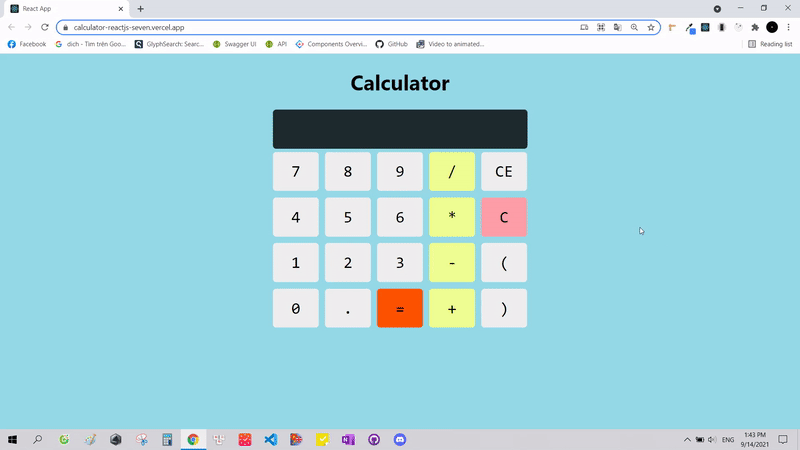 React App
calculator-reactjs-seven.vercel.app
Facebook
dich - Tìm trên Goo...
GlyphSearch: Searc...
Swagger UI
API
Components Overvi...
GitHub
Video to animated...
Reading list
Calculator
7 8 9 / CE
4 5 6 * C
1 2 3 - (
0 . = + )
ENG
1:43 PM
9/14/2021